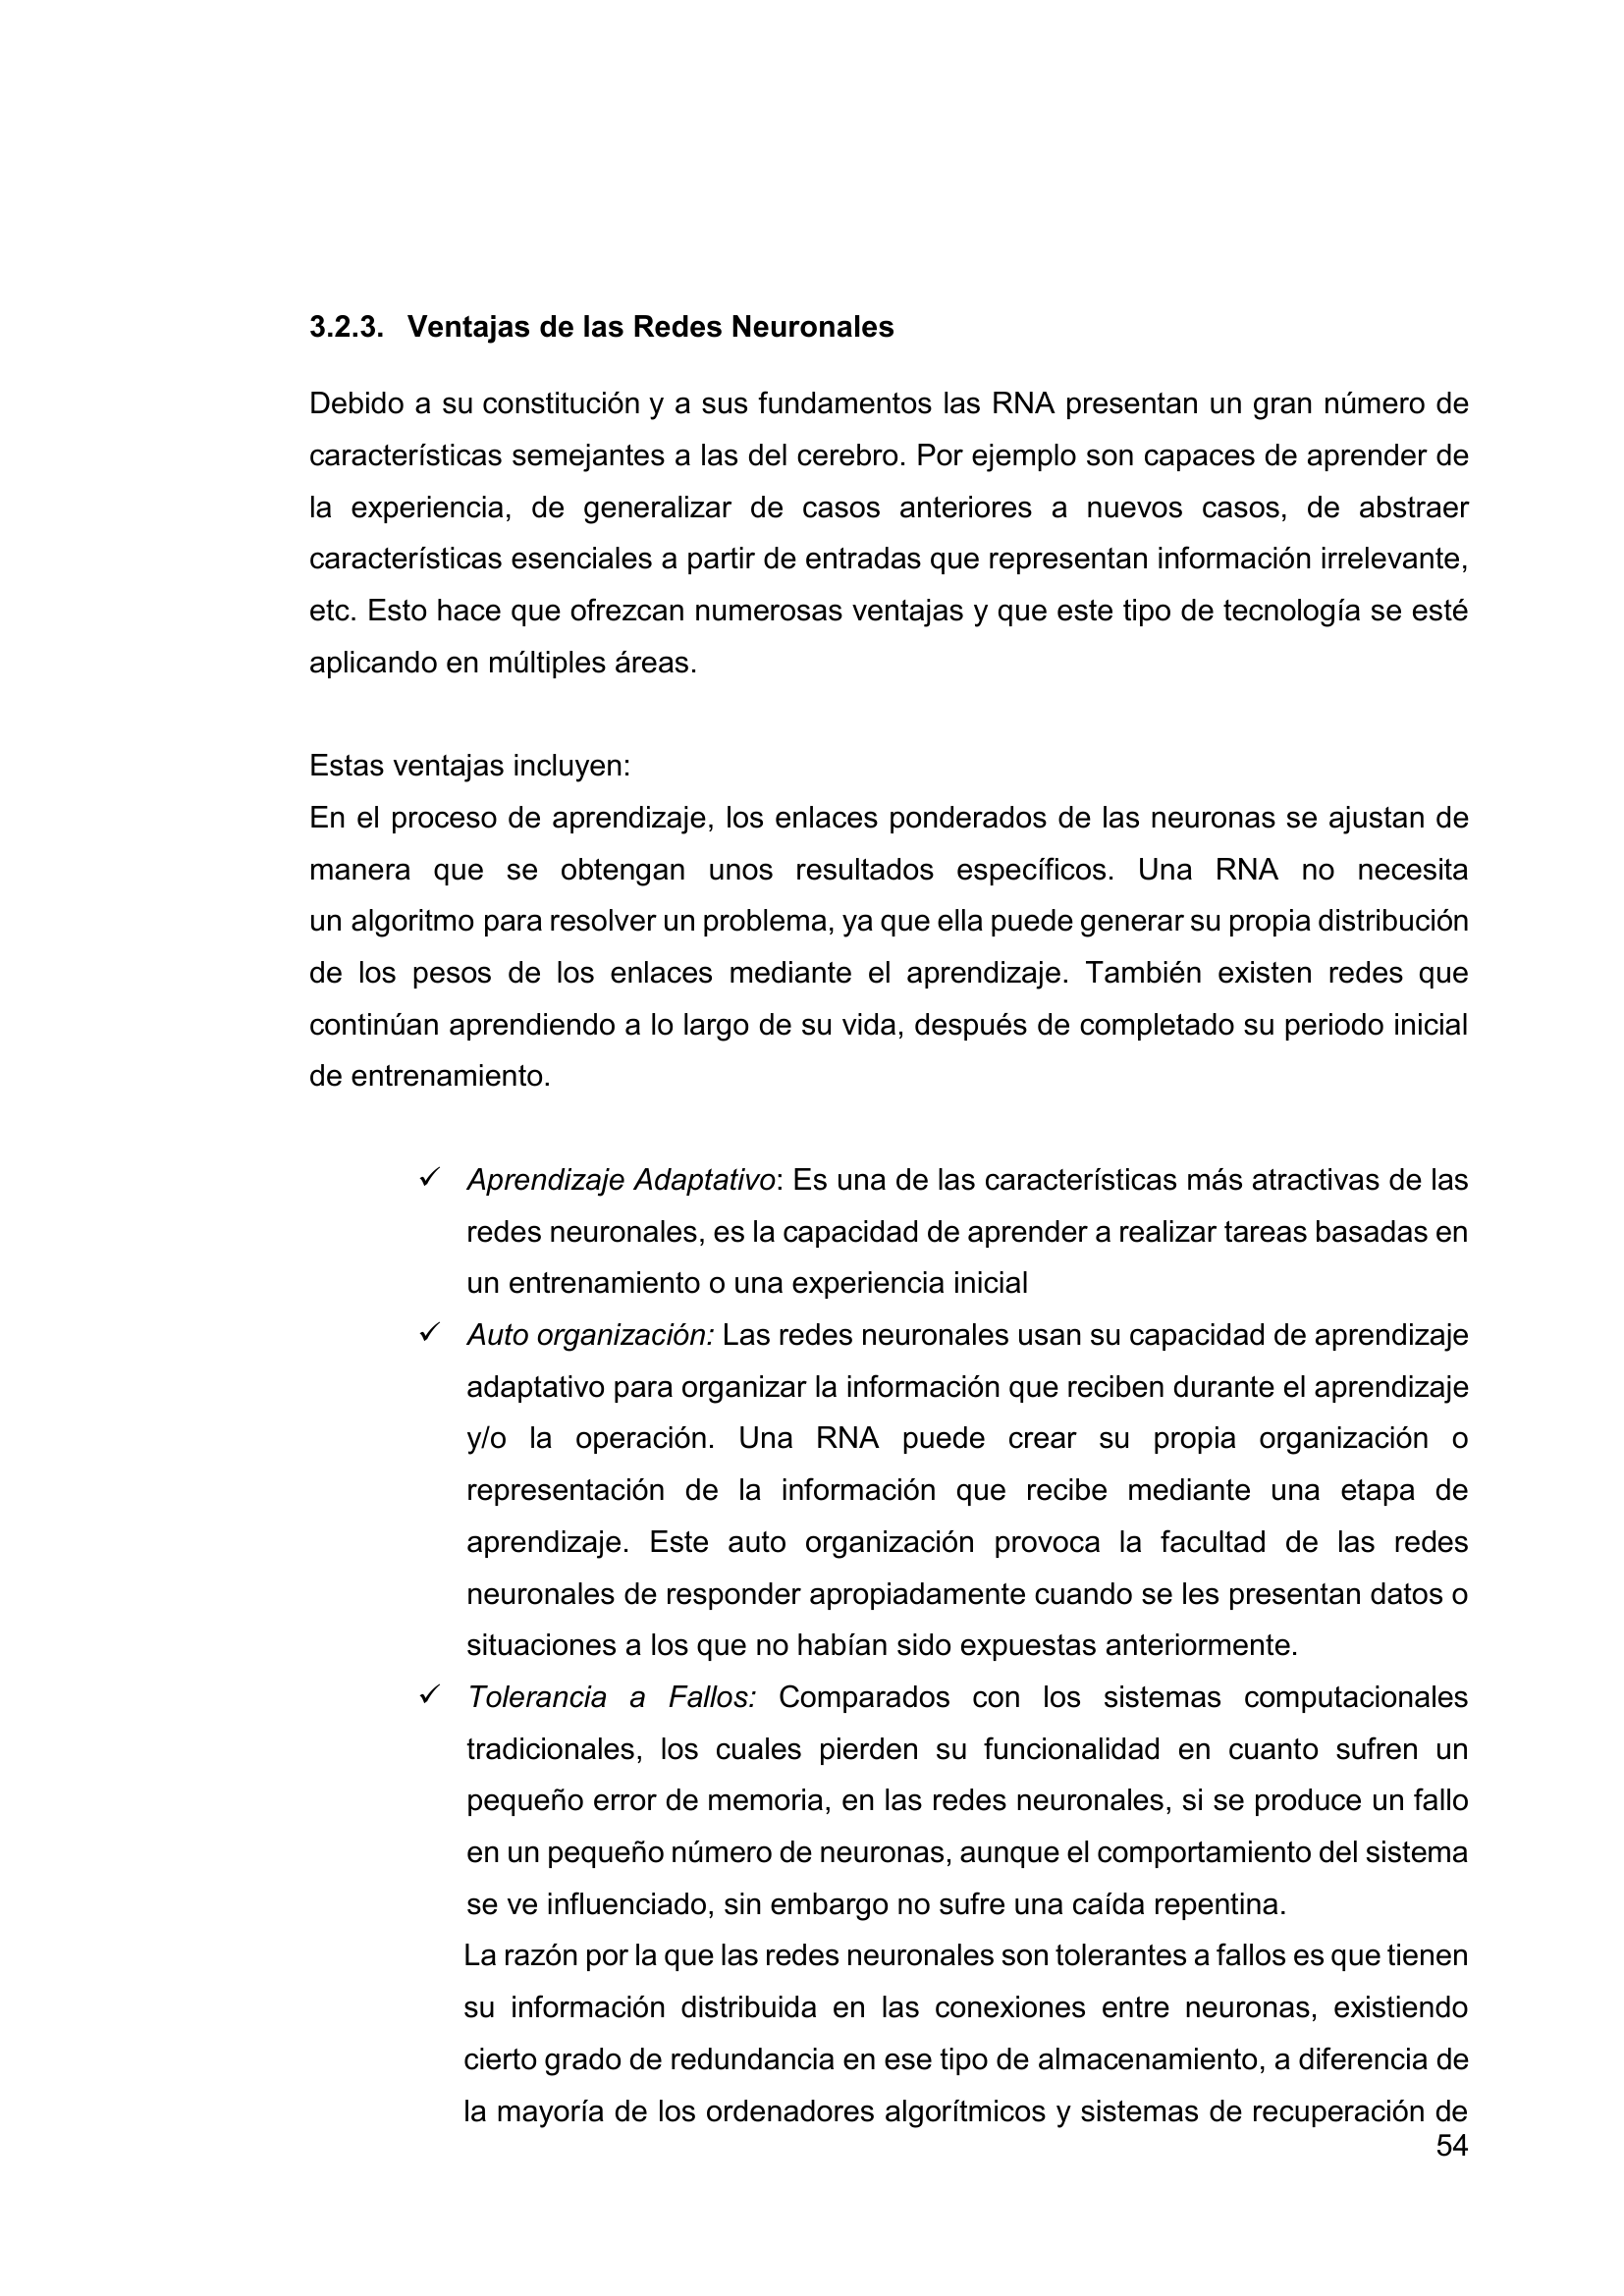 3.2.3. Ventajas de las Redes Neuronales
Debido a su constitución y a sus fundamentos las RNA presentan un gran número de
características semejantes a las del cerebro. Por ejemplo son capaces de aprender de
la experiencia, de generalizar de casos anteriores a nuevos casos, de abstraer
características esenciales a partir de entradas que representan información irrelevante,
etc. Esto hace que ofrezcan numerosas ventajas y que este tipo de tecnología se esté
aplicando en múltiples áreas.
Estas ventajas incluyen:
En el proceso de aprendizaje, los enlaces ponderados de las neuronas se ajustan de
manera que se obtengan unos resultados específicos. Una RNA no necesita
un algoritmo para resolver un problema, ya que ella puede generar su propia distribución
de los pesos de los enlaces mediante el aprendizaje. También existen redes que
continúan aprendiendo a lo largo de su vida, después de completado su periodo inicial
de entrenamiento.
✓ Aprendizaje Adaptativo: Es una de las características más atractivas de las
redes neuronales, es la capacidad de aprender a realizar tareas basadas en
un entrenamiento o una experiencia inicial
✓ Auto organización: Las redes neuronales usan su capacidad de aprendizaje
adaptativo para organizar la información que reciben durante el aprendizaje
y/o la operación. Una RNA puede crear su propia organización o
representación de la información que recibe mediante una etapa de
aprendizaje. Este auto organización provoca la facultad de las redes
neuronales de responder apropiadamente cuando se les presentan datos o
situaciones a los que no habían sido expuestas anteriormente.
✓ Tolerancia a Fallos: Comparados con los sistemas computacionales
tradicionales, los cuales pierden su funcionalidad en cuanto sufren un
pequeño error de memoria, en las redes neuronales, si se produce un fallo
en un pequeño número de neuronas, aunque el comportamiento del sistema
se ve influenciado, sin embargo no sufre una caída repentina.
La razón por la que las redes neuronales son tolerantes a fallos es que tienen
su información distribuida en las conexiones entre neuronas, existiendo
cierto grado de redundancia en ese tipo de almacenamiento, a diferencia de
la mayoría de los ordenadores algorítmicos y sistemas de recuperación de
54